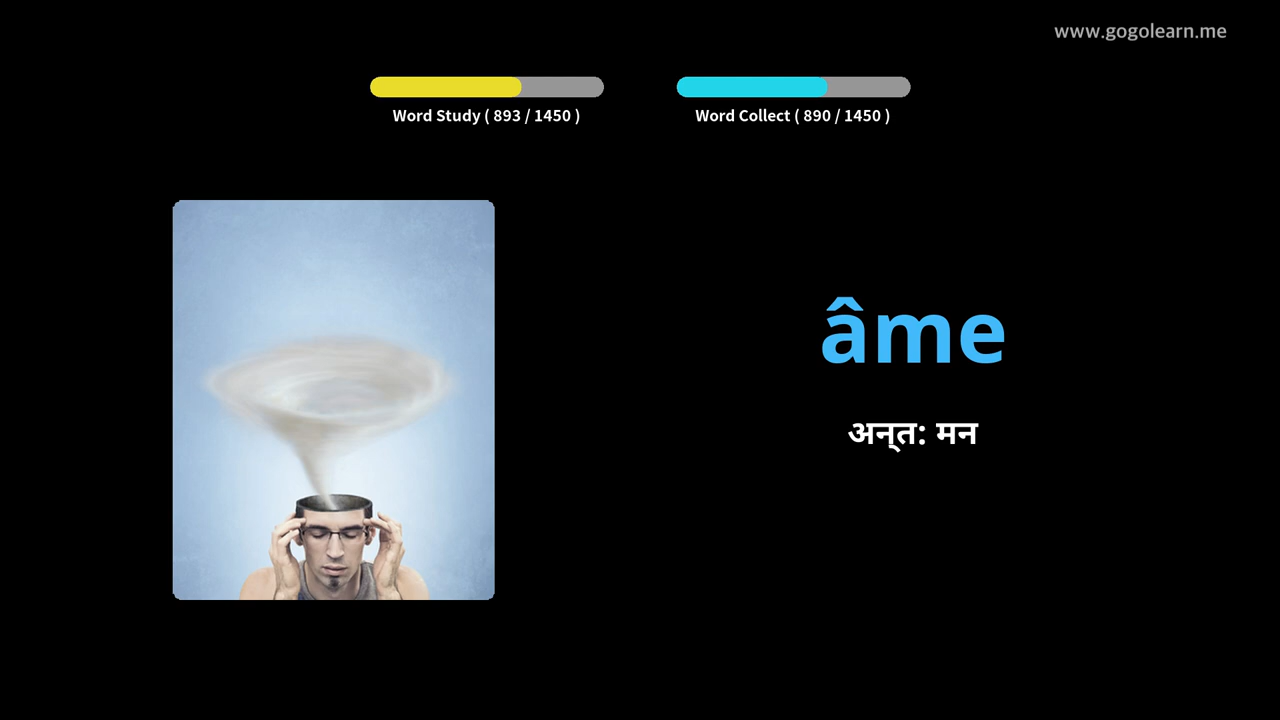 www.gogolearn.me
Word Study ( 893 / 1450 )
Word Collect ( 890 / 1450 )
âme
अन्त: मन